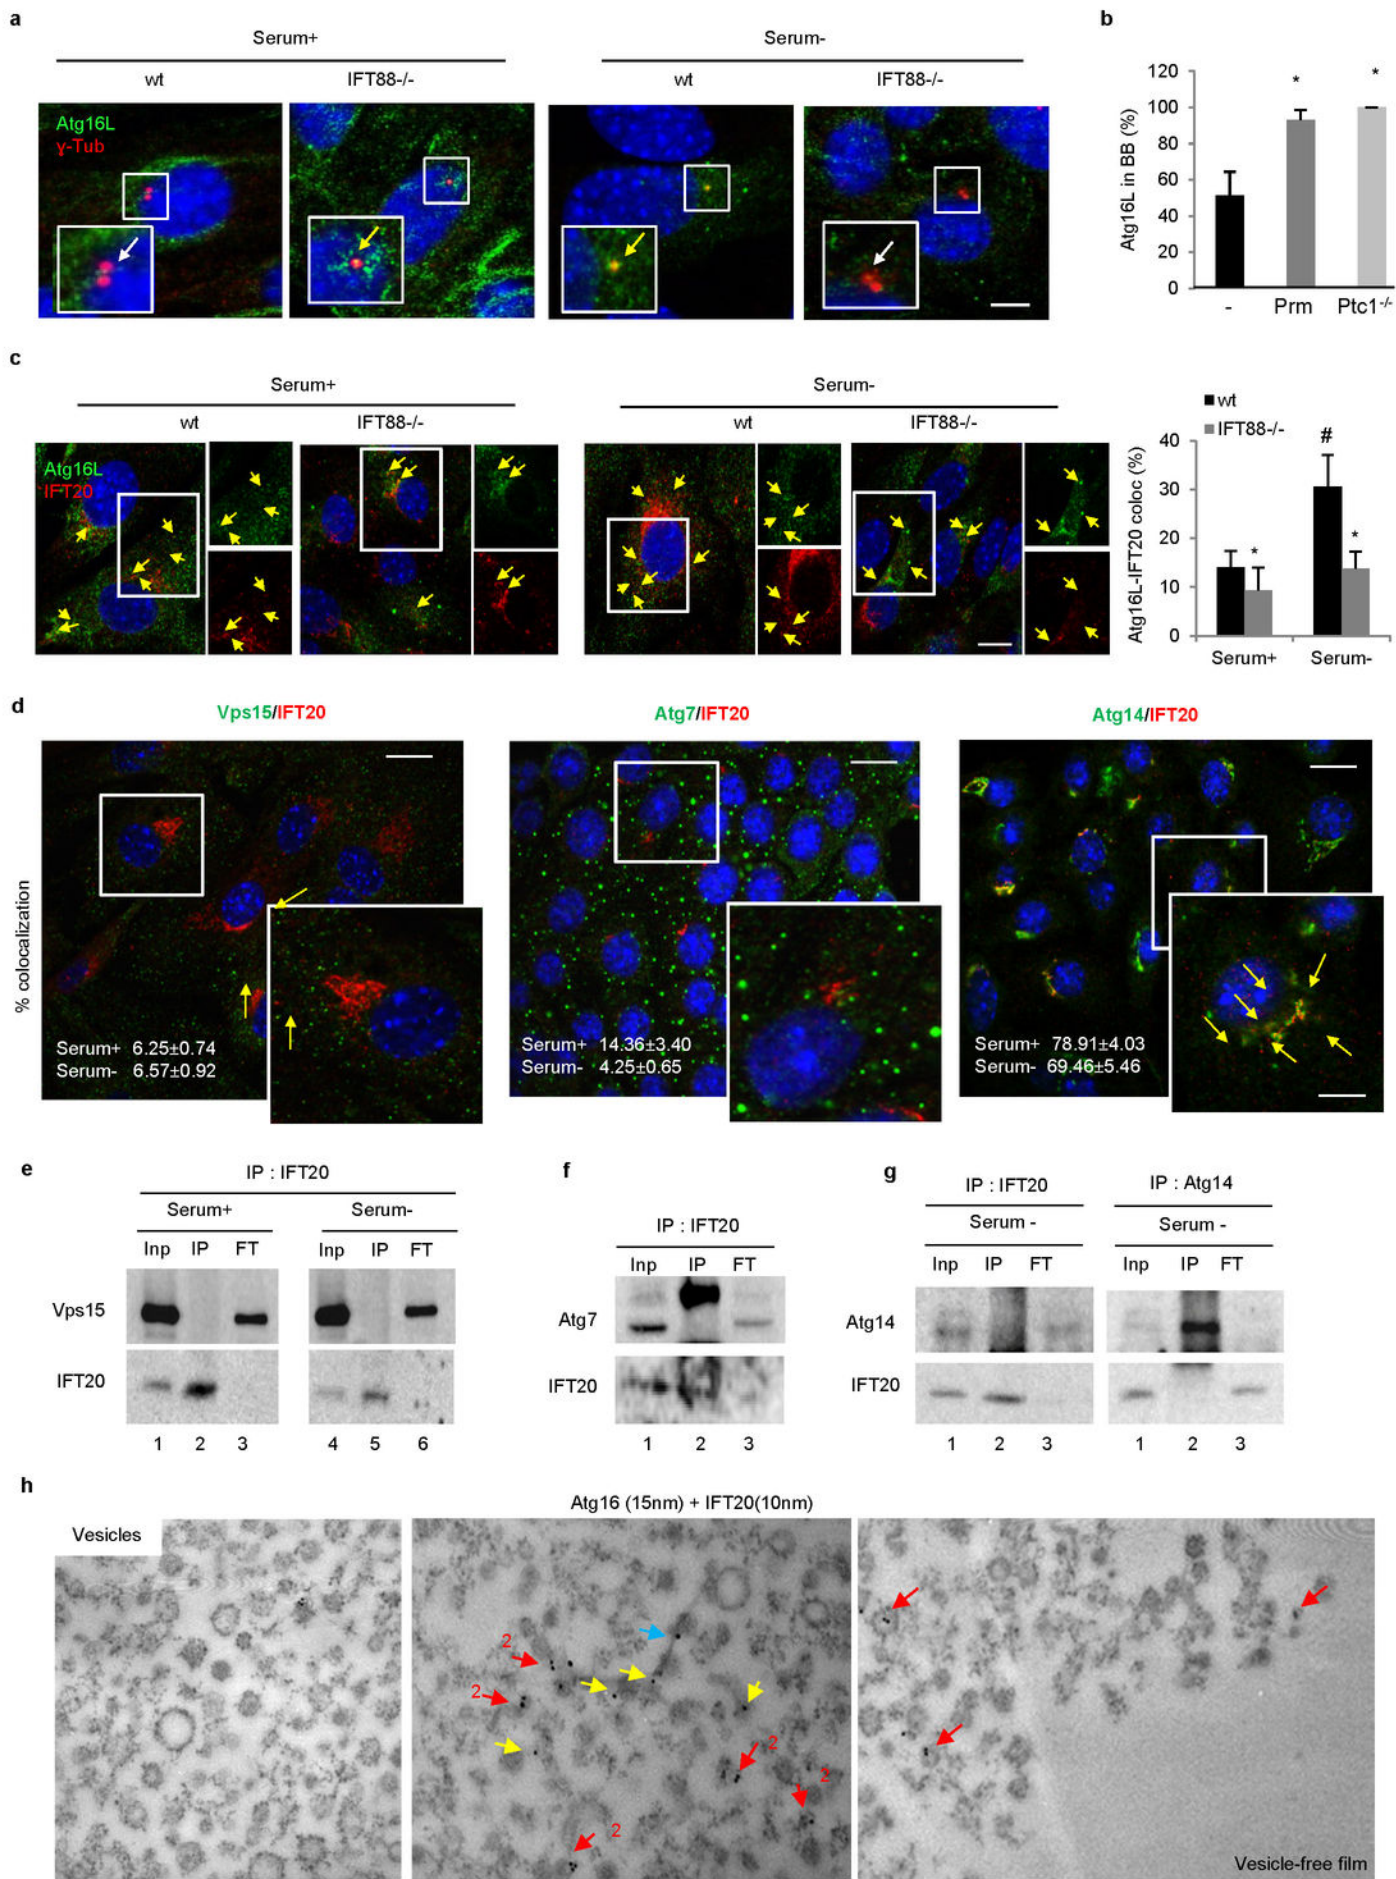 a
Serum+
Serum-
wt
IFT88-/-
wt
IFT88-/-
Atg16L
γ-Tub
b
Atg16L in BB (%)
120
100
80
60
40
20
0
*
*
-
Prm
Ptc1-/-
c
Serum+
Serum-
wt
IFT88-/-
wt
IFT88-/-
Atg16L
IFT20
wt
IFT88-/-
Atg16L-IFT20 coloc (%)
40
30
20
10
0
*
#
*
Serum+
Serum-
d
% colocalization
Vps15/IFT20
Serum+ 6.25±0.74
Serum- 6.57±0.92
Atg7/IFT20
Serum+ 14.36±3.40
Serum- 4.25±0.65
Atg14/IFT20
Serum+ 78.91±4.03
Serum- 69.46±5.46
e
IP : IFT20
Serum+
Serum-
Inp IP FT
Inp IP FT
Vps15
IFT20
1 2 3
4 5 6
f
IP : IFT20
Inp IP FT
Atg7
IFT20
1 2 3
g
IP : IFT20
IP : Atg14
Serum -
Serum -
Inp IP FT
Inp IP FT
Atg14
IFT20
1 2 3
1 2 3
h
Atg16 (15nm) + IFT20(10nm)
Vesicles
2
2
2
2
2
Vesicle-free film